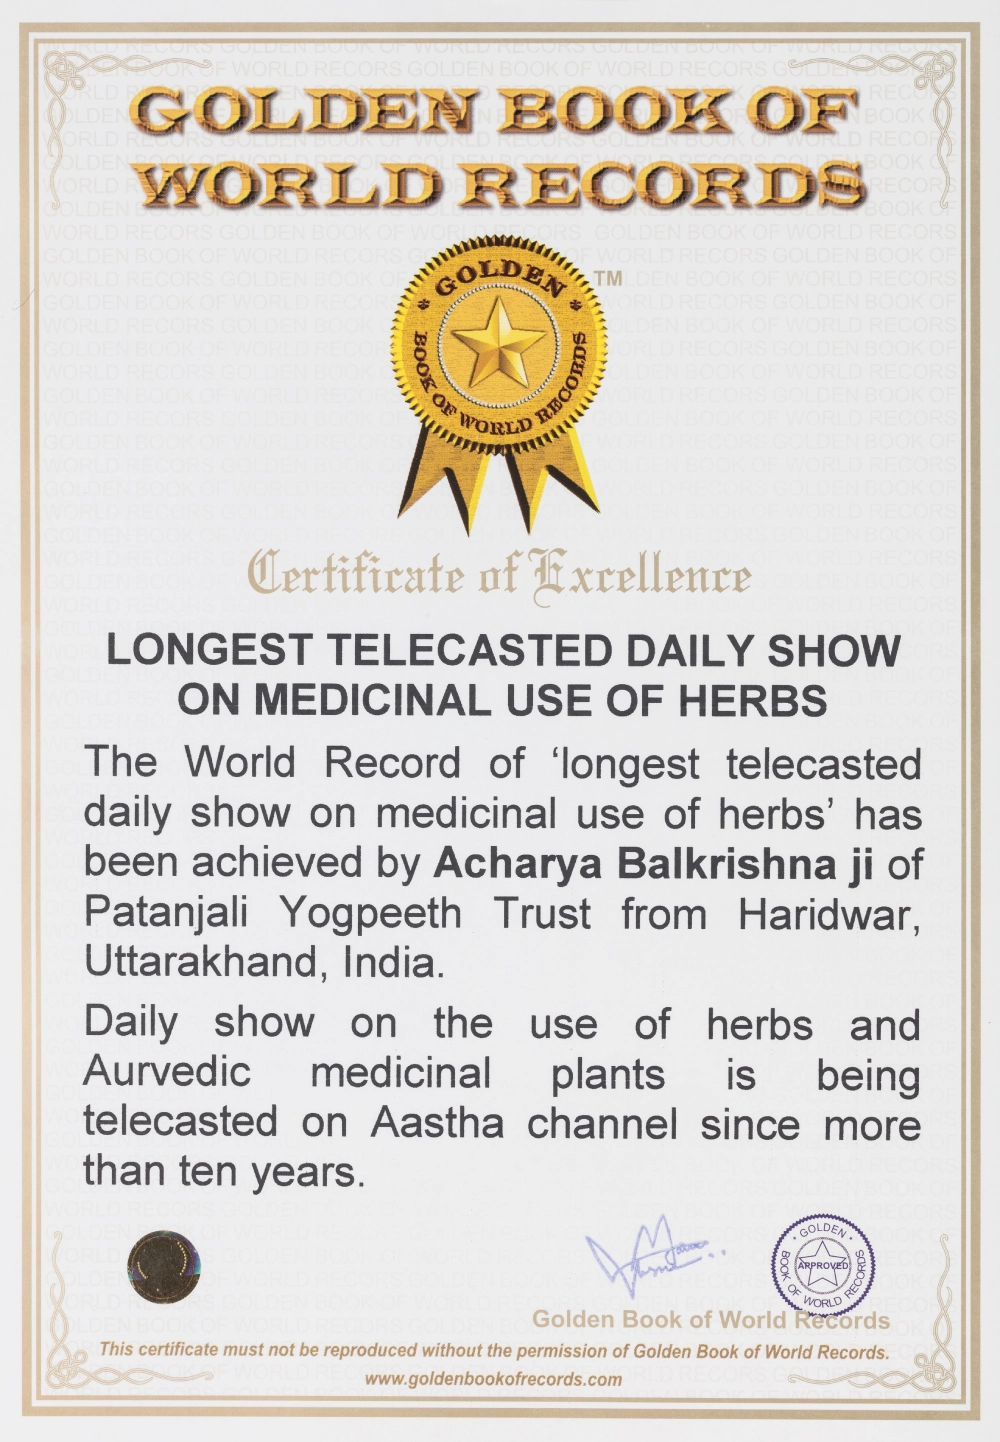 GOLDEN BOOK OF
WORLD RECORDS
GOLDEN
BOOK OF WORLD RECORDS
TM
Certificate of Excellence
LONGEST TELECASTED DAILY SHOW
ON MEDICINAL USE OF HERBS
The World Record of ‘longest telecasted
daily show on medicinal use of herbs’ has
been achieved by Acharya Balkrishna ji of
Patanjali Yogpeeth Trust from Haridwar,
Uttarakhand, India.
Daily show on the use of herbs and
Aurvedic medicinal plants is being
telecasted on Aastha channel since more
than ten years.
GOLDEN
APPROVED
BOOK OF WORLD RECORDS
Golden Book of World Records
This certificate must not be reproduced without the permission of Golden Book of World Records.
www.goldenbookofrecords.com